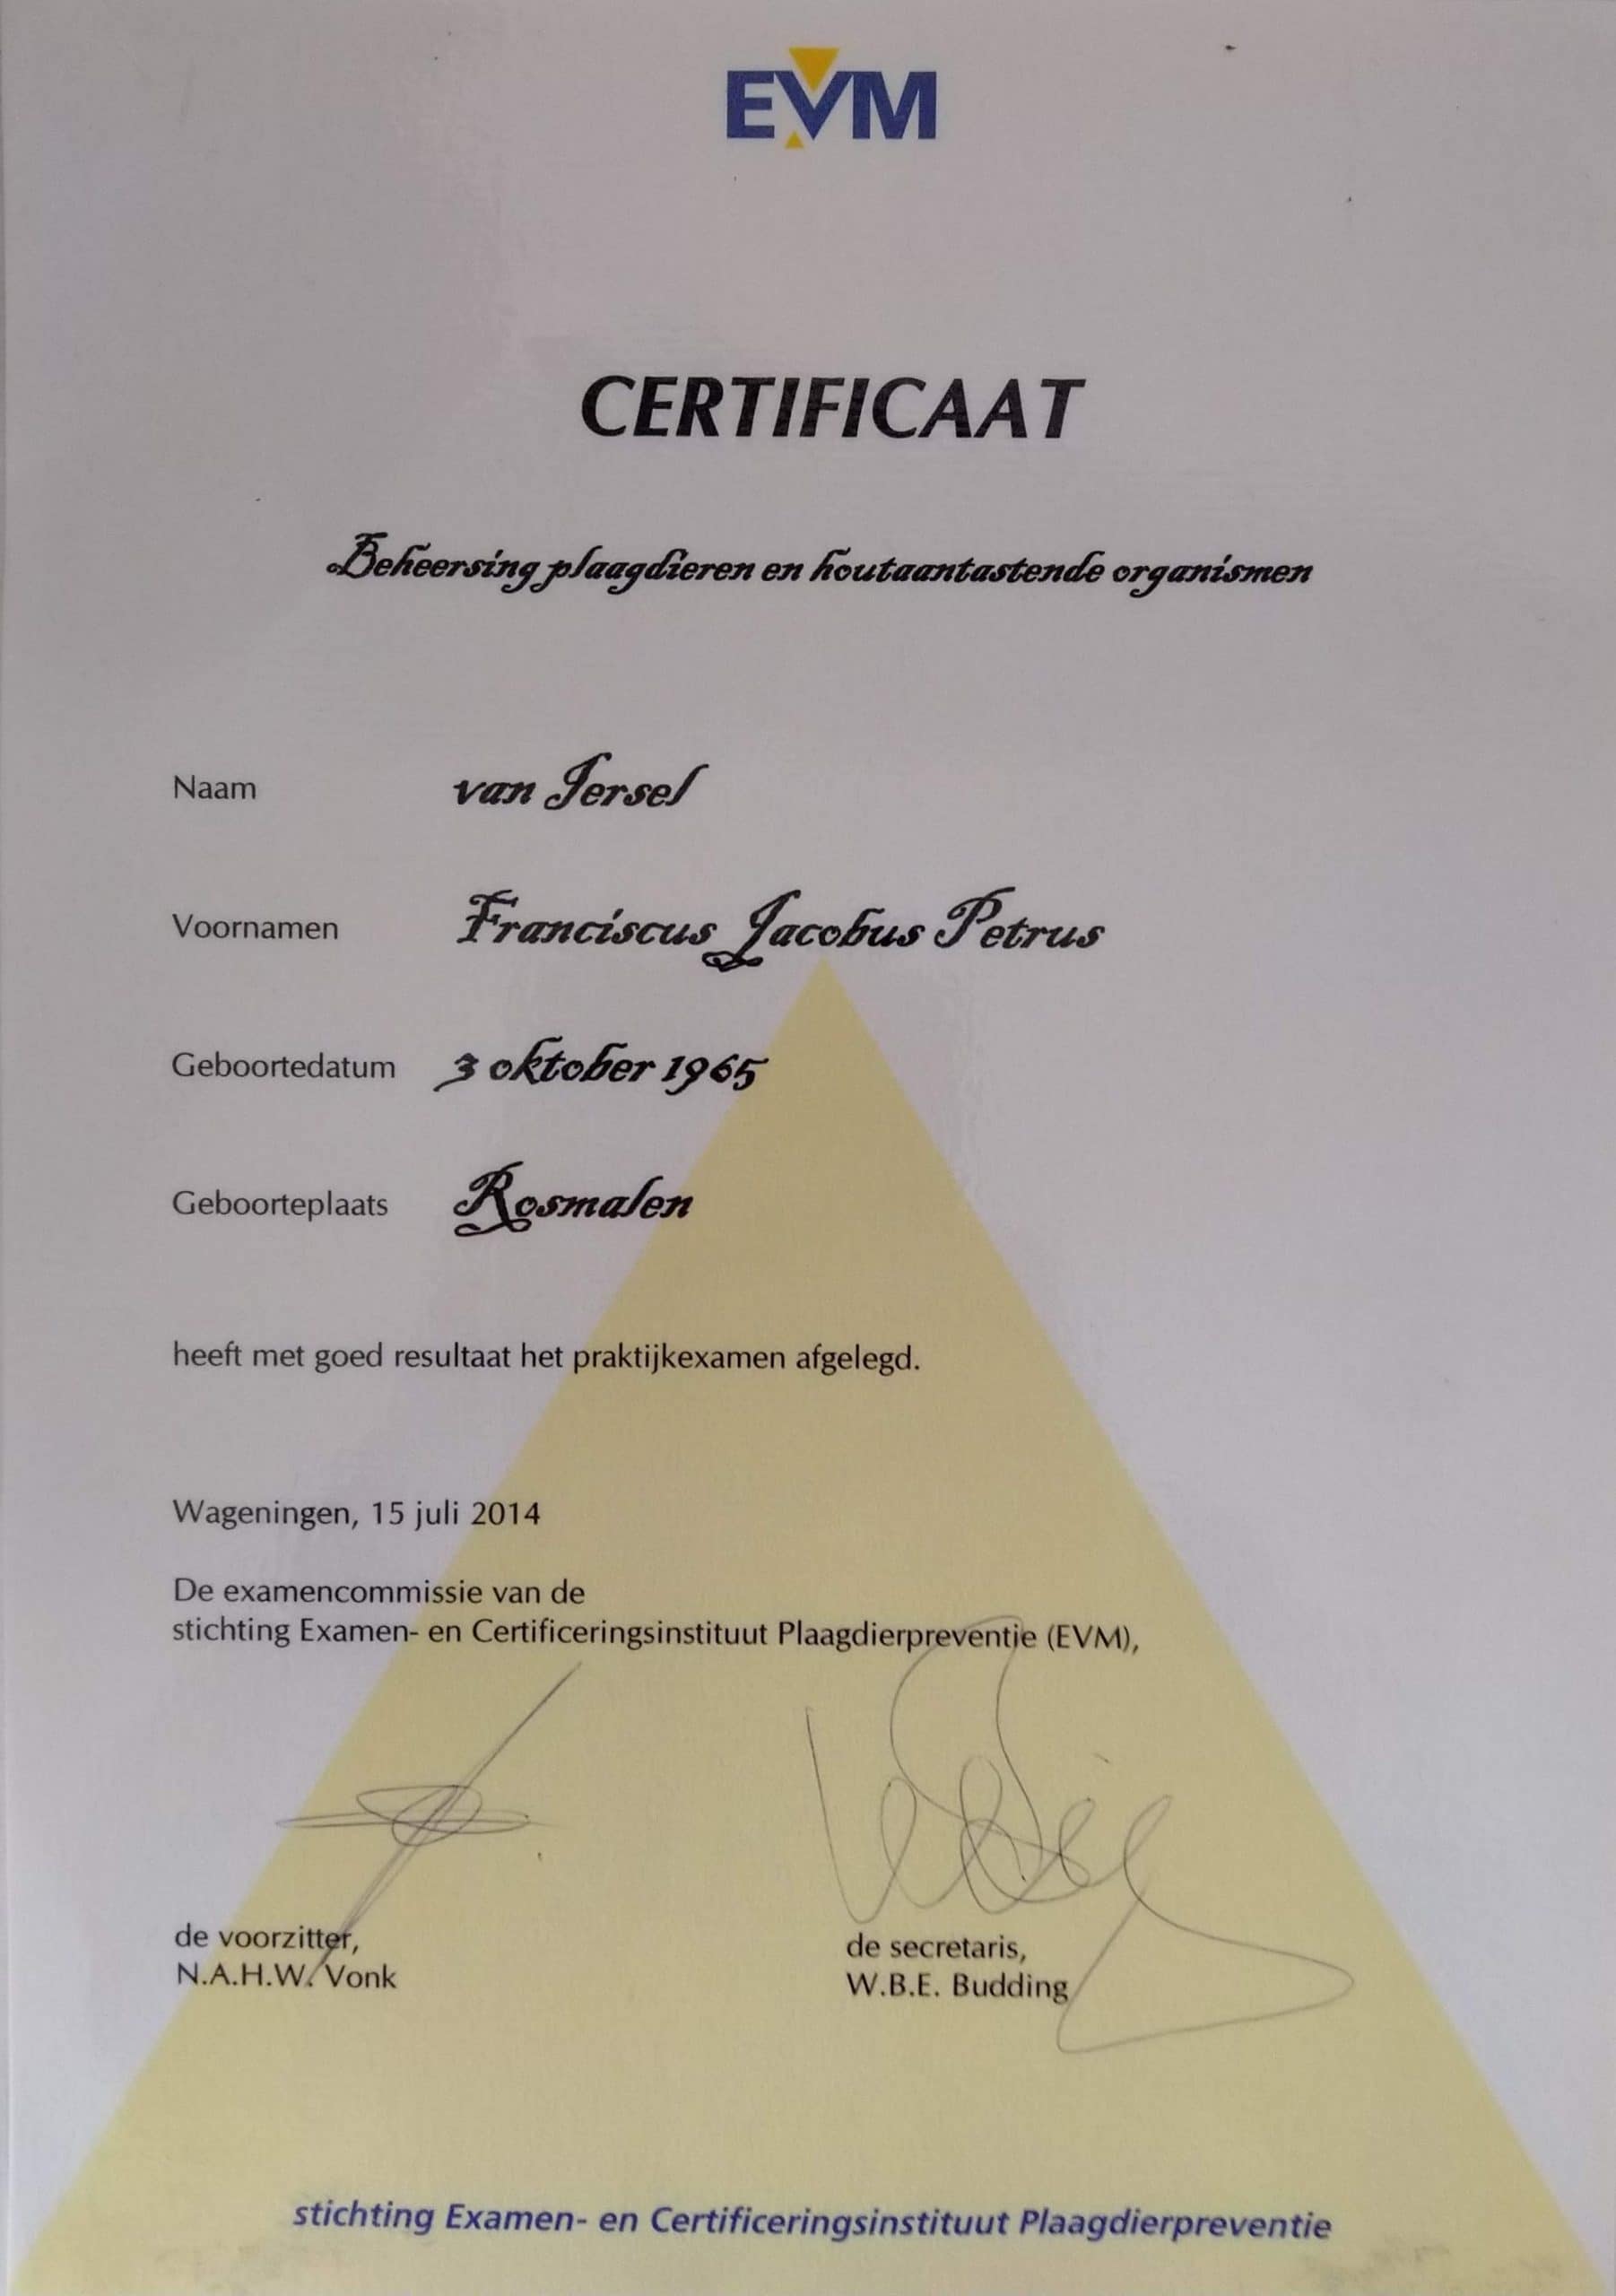 EVM
CERTIFICAAT
Beheersing plaagdieren en houtaantastende organismen
Naam van Iersel
Voornamen Franciscus Jacobus Petrus
Geboortedatum 3 oktober 1965
Geboorteplaats Rosmalen
heeft met goed resultaat het praktijkexamen afgelegd.
Wageningen, 15 juli 2014
De examencommissie van de
stichting Examen- en Certificeringsinstituut Plaagdierpreventie (EVM),
de voorzitter,
N.A.H.W. Vonk
de secretaris,
W.B.E. Budding
stichting Examen- en Certificeringsinstituut Plaagdierpreventie